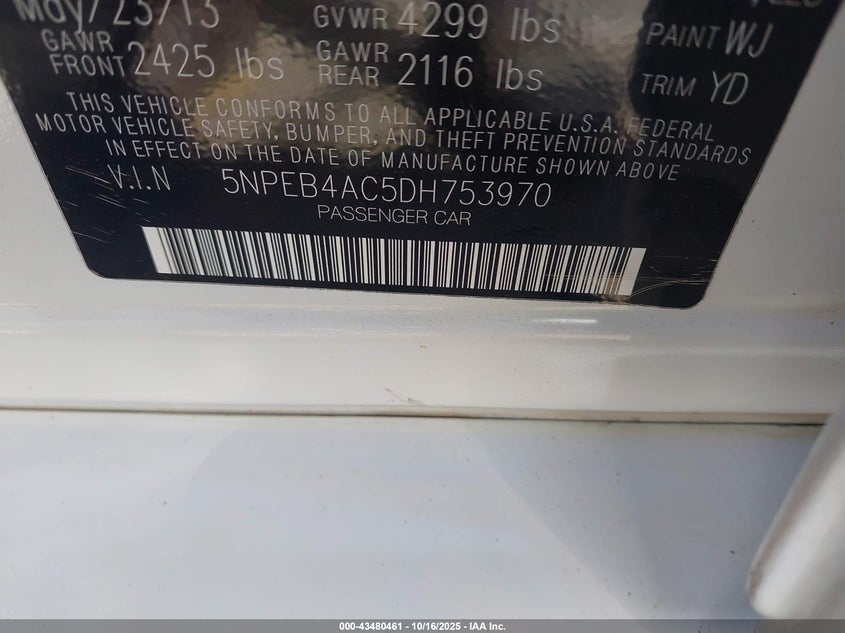 May/23/13 GVWR 4299 lbs PAINT WJ
GAWR FRONT 2425 lbs GAWR REAR 2116 lbs TRIM YD
THIS VEHICLE CONFORMS TO ALL APPLICABLE U.S.A. FEDERAL
MOTOR VEHICLE SAFETY, BUMPER, AND THEFT PREVENTION STANDARDS
IN EFFECT ON THE DATE OF MANUFACTURE SHOWN ABOVE
V.I.N 5NPEB4AC5DH753970
PASSENGER CAR
000-43480461 - 10/16/2025 - IAA Inc.